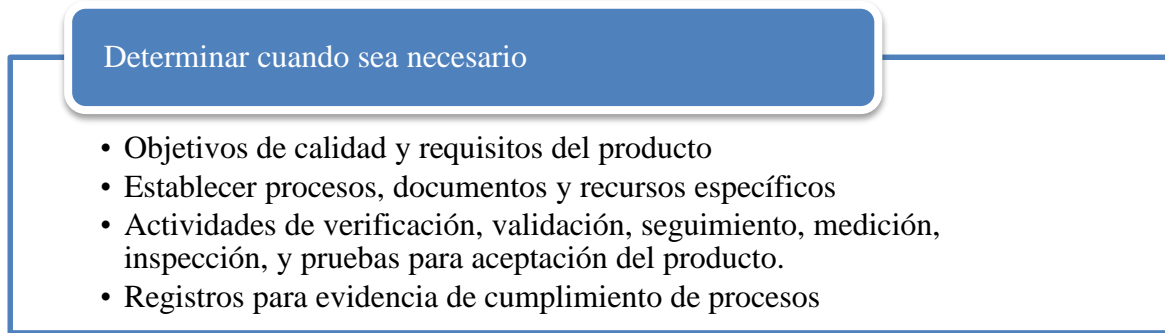 Determinar cuando sea necesario
• Objetivos de calidad y requisitos del producto
• Establecer procesos, documentos y recursos específicos
• Actividades de verificación, validación, seguimiento, medición,
inspección, y pruebas para aceptación del producto.
• Registros para evidencia de cumplimiento de procesos